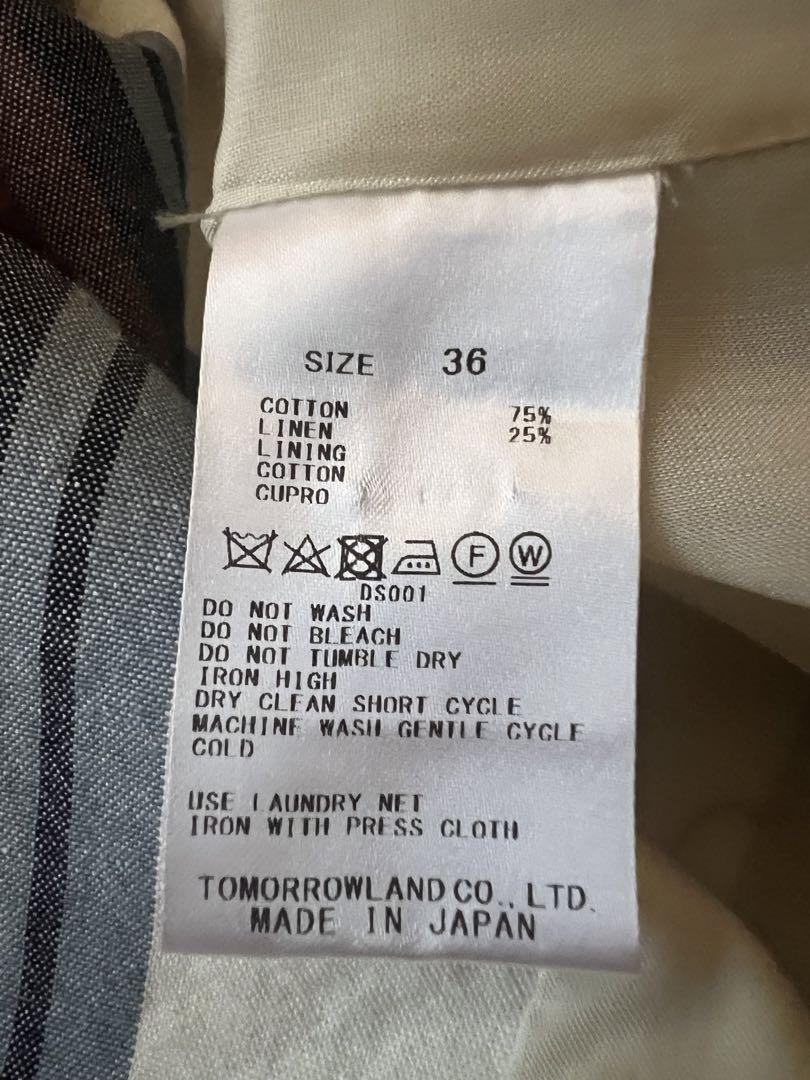 SIZE 36
COTTON 75%
LINEN 25%
LINING
COTTON
CUPRO
F W
DS001
DO NOT WASH
DO NOT BLEACH
DO NOT TUMBLE DRY
IRON HIGH
DRY CLEAN SHORT CYCLE
MACHINE WASH GENTLE CYCLE
COLD
USE LAUNDRY NET
IRON WITH PRESS CLOTH
TOMORROWLAND CO., LTD.
MADE IN JAPAN